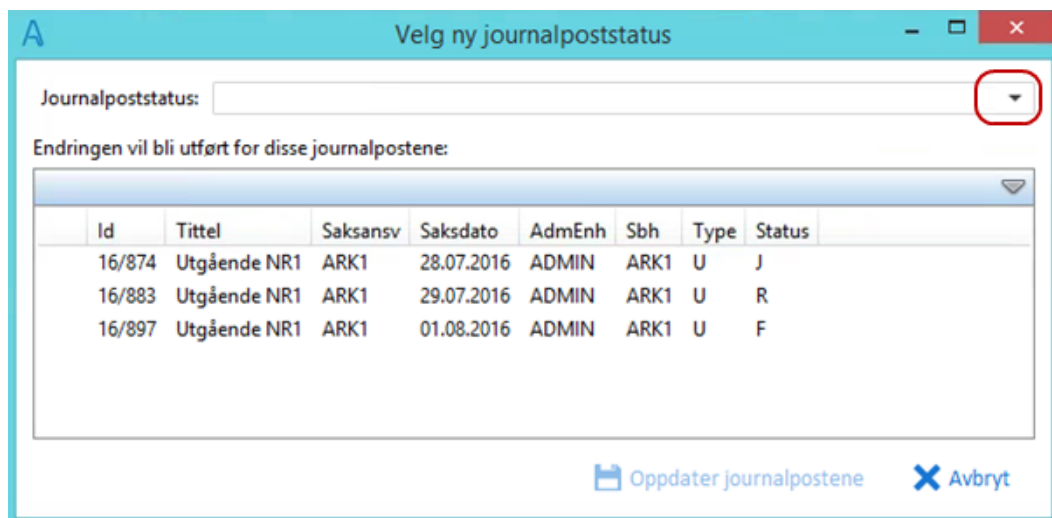 Velg ny journalpoststatus
Journalpoststatus:
Endringen vil bli utført for disse journalpostene:
Id Tittel Saksansv Saksdato AdmEnh Sbh Type Status
16/874 Utgående NR1 ARK1 28.07.2016 ADMIN ARK1 U J
16/883 Utgående NR1 ARK1 29.07.2016 ADMIN ARK1 U R
16/897 Utgående NR1 ARK1 01.08.2016 ADMIN ARK1 U F
Oppdater journalpostene Avbryt